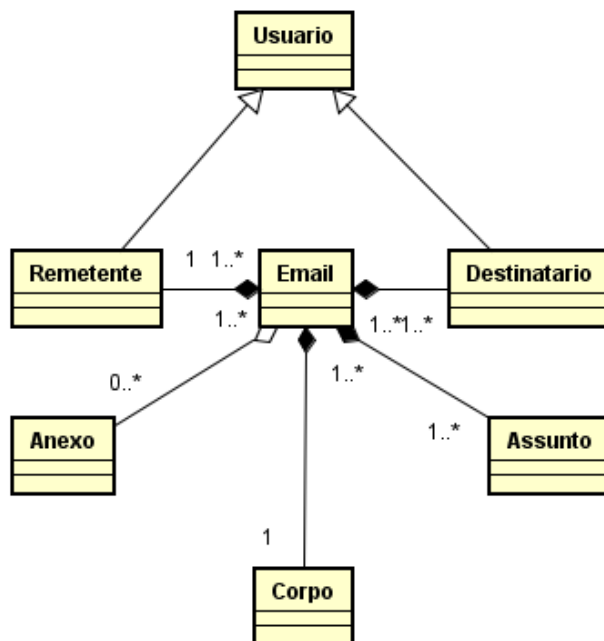 Usuario
Remetente
1 1..*
Email
Destinatario
1..*
1..*1..*
0..*
1..*
Anexo
1..*
Assunto
1
Corpo